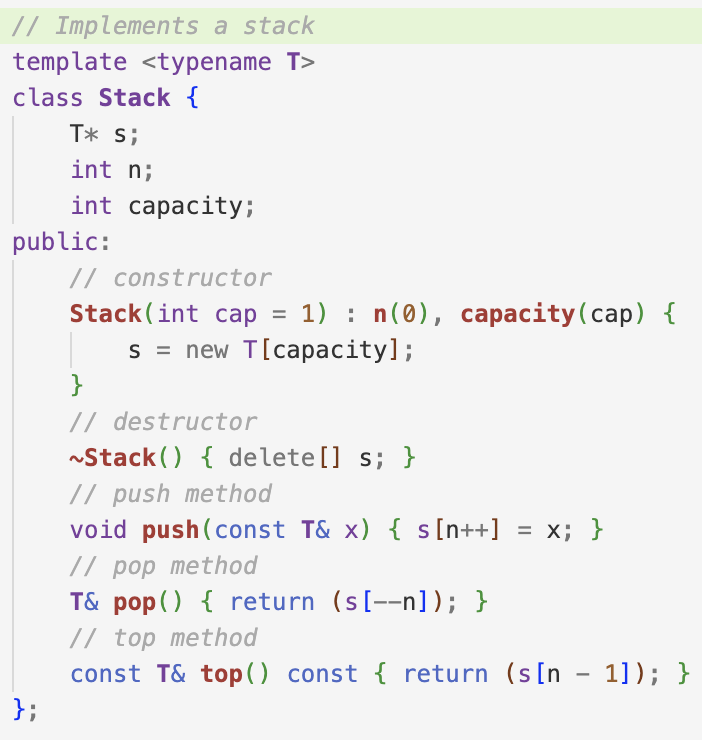 // Implements a stack
template <typename T>
class Stack {
    T* s;
    int n;
    int capacity;
public:
    // constructor
    Stack(int cap = 1) : n(0), capacity(cap) {
        s = new T[capacity];
    }
    // destructor
    ~Stack() { delete[] s; }
    // push method
    void push(const T& x) { s[n++] = x; }
    // pop method
    T& pop() { return (s[--n]); }
    // top method
    const T& top() const { return (s[n - 1]); }
};